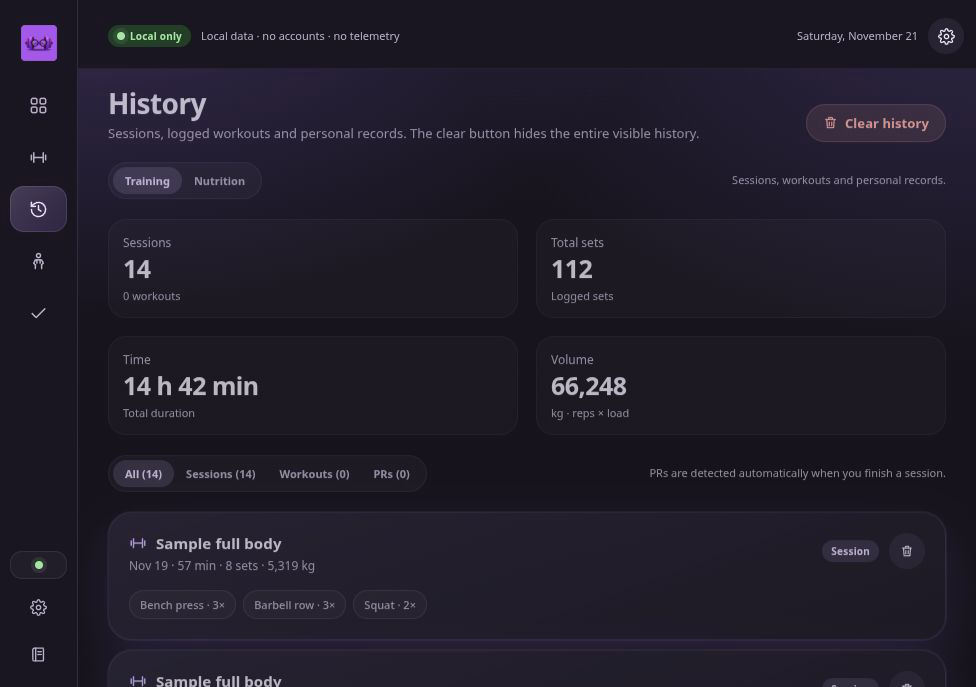 Local only
Local data · no accounts · no telemetry
Saturday, November 21
History
Sessions, logged workouts and personal records. The clear button hides the entire visible history.
Clear history
Training
Nutrition
Sessions, workouts and personal records.
Sessions
14
0 workouts
Total sets
112
Logged sets
Time
14 h 42 min
Total duration
Volume
66,248
kg · reps × load
All (14)
Sessions (14)
Workouts (0)
PRs (0)
PRs are detected automatically when you finish a session.
Sample full body
Nov 19 · 57 min · 8 sets · 5,319 kg
Session
Bench press · 3×
Barbell row · 3×
Squat · 2×
Sample full body
Session